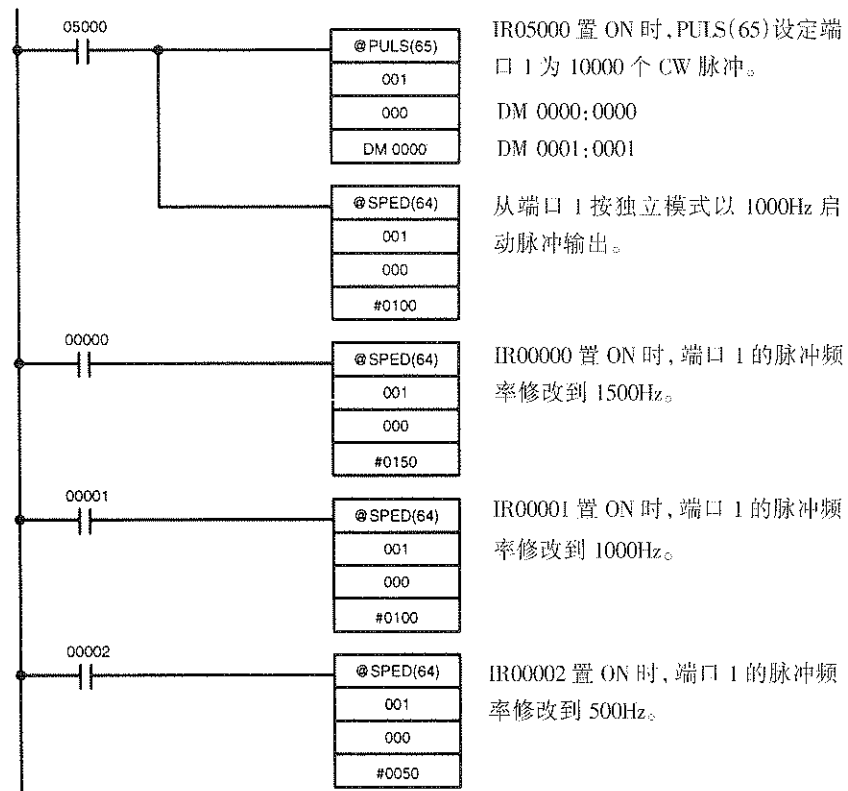 05000
@PULS(65)
001
000
DM 0000
IR05000 置 ON 时,PULS(65)设定端
口 1 为 10000 个 CW 脉冲。
DM 0000:0000
DM 0001:0001
@SPED(64)
001
000
#0100
从端口 1 按独立模式以 1000Hz 启
动脉冲输出。
00000
@SPED(64)
001
000
#0150
IR00000 置 ON 时,端口 1 的脉冲频
率修改到 1500Hz。
00001
@SPED(64)
001
000
#0100
IR00001 置 ON 时,端口 1 的脉冲频
率修改到 1000Hz。
00002
@SPED(64)
001
000
#0050
IR00002 置 ON 时,端口 1 的脉冲频
率修改到 500Hz。